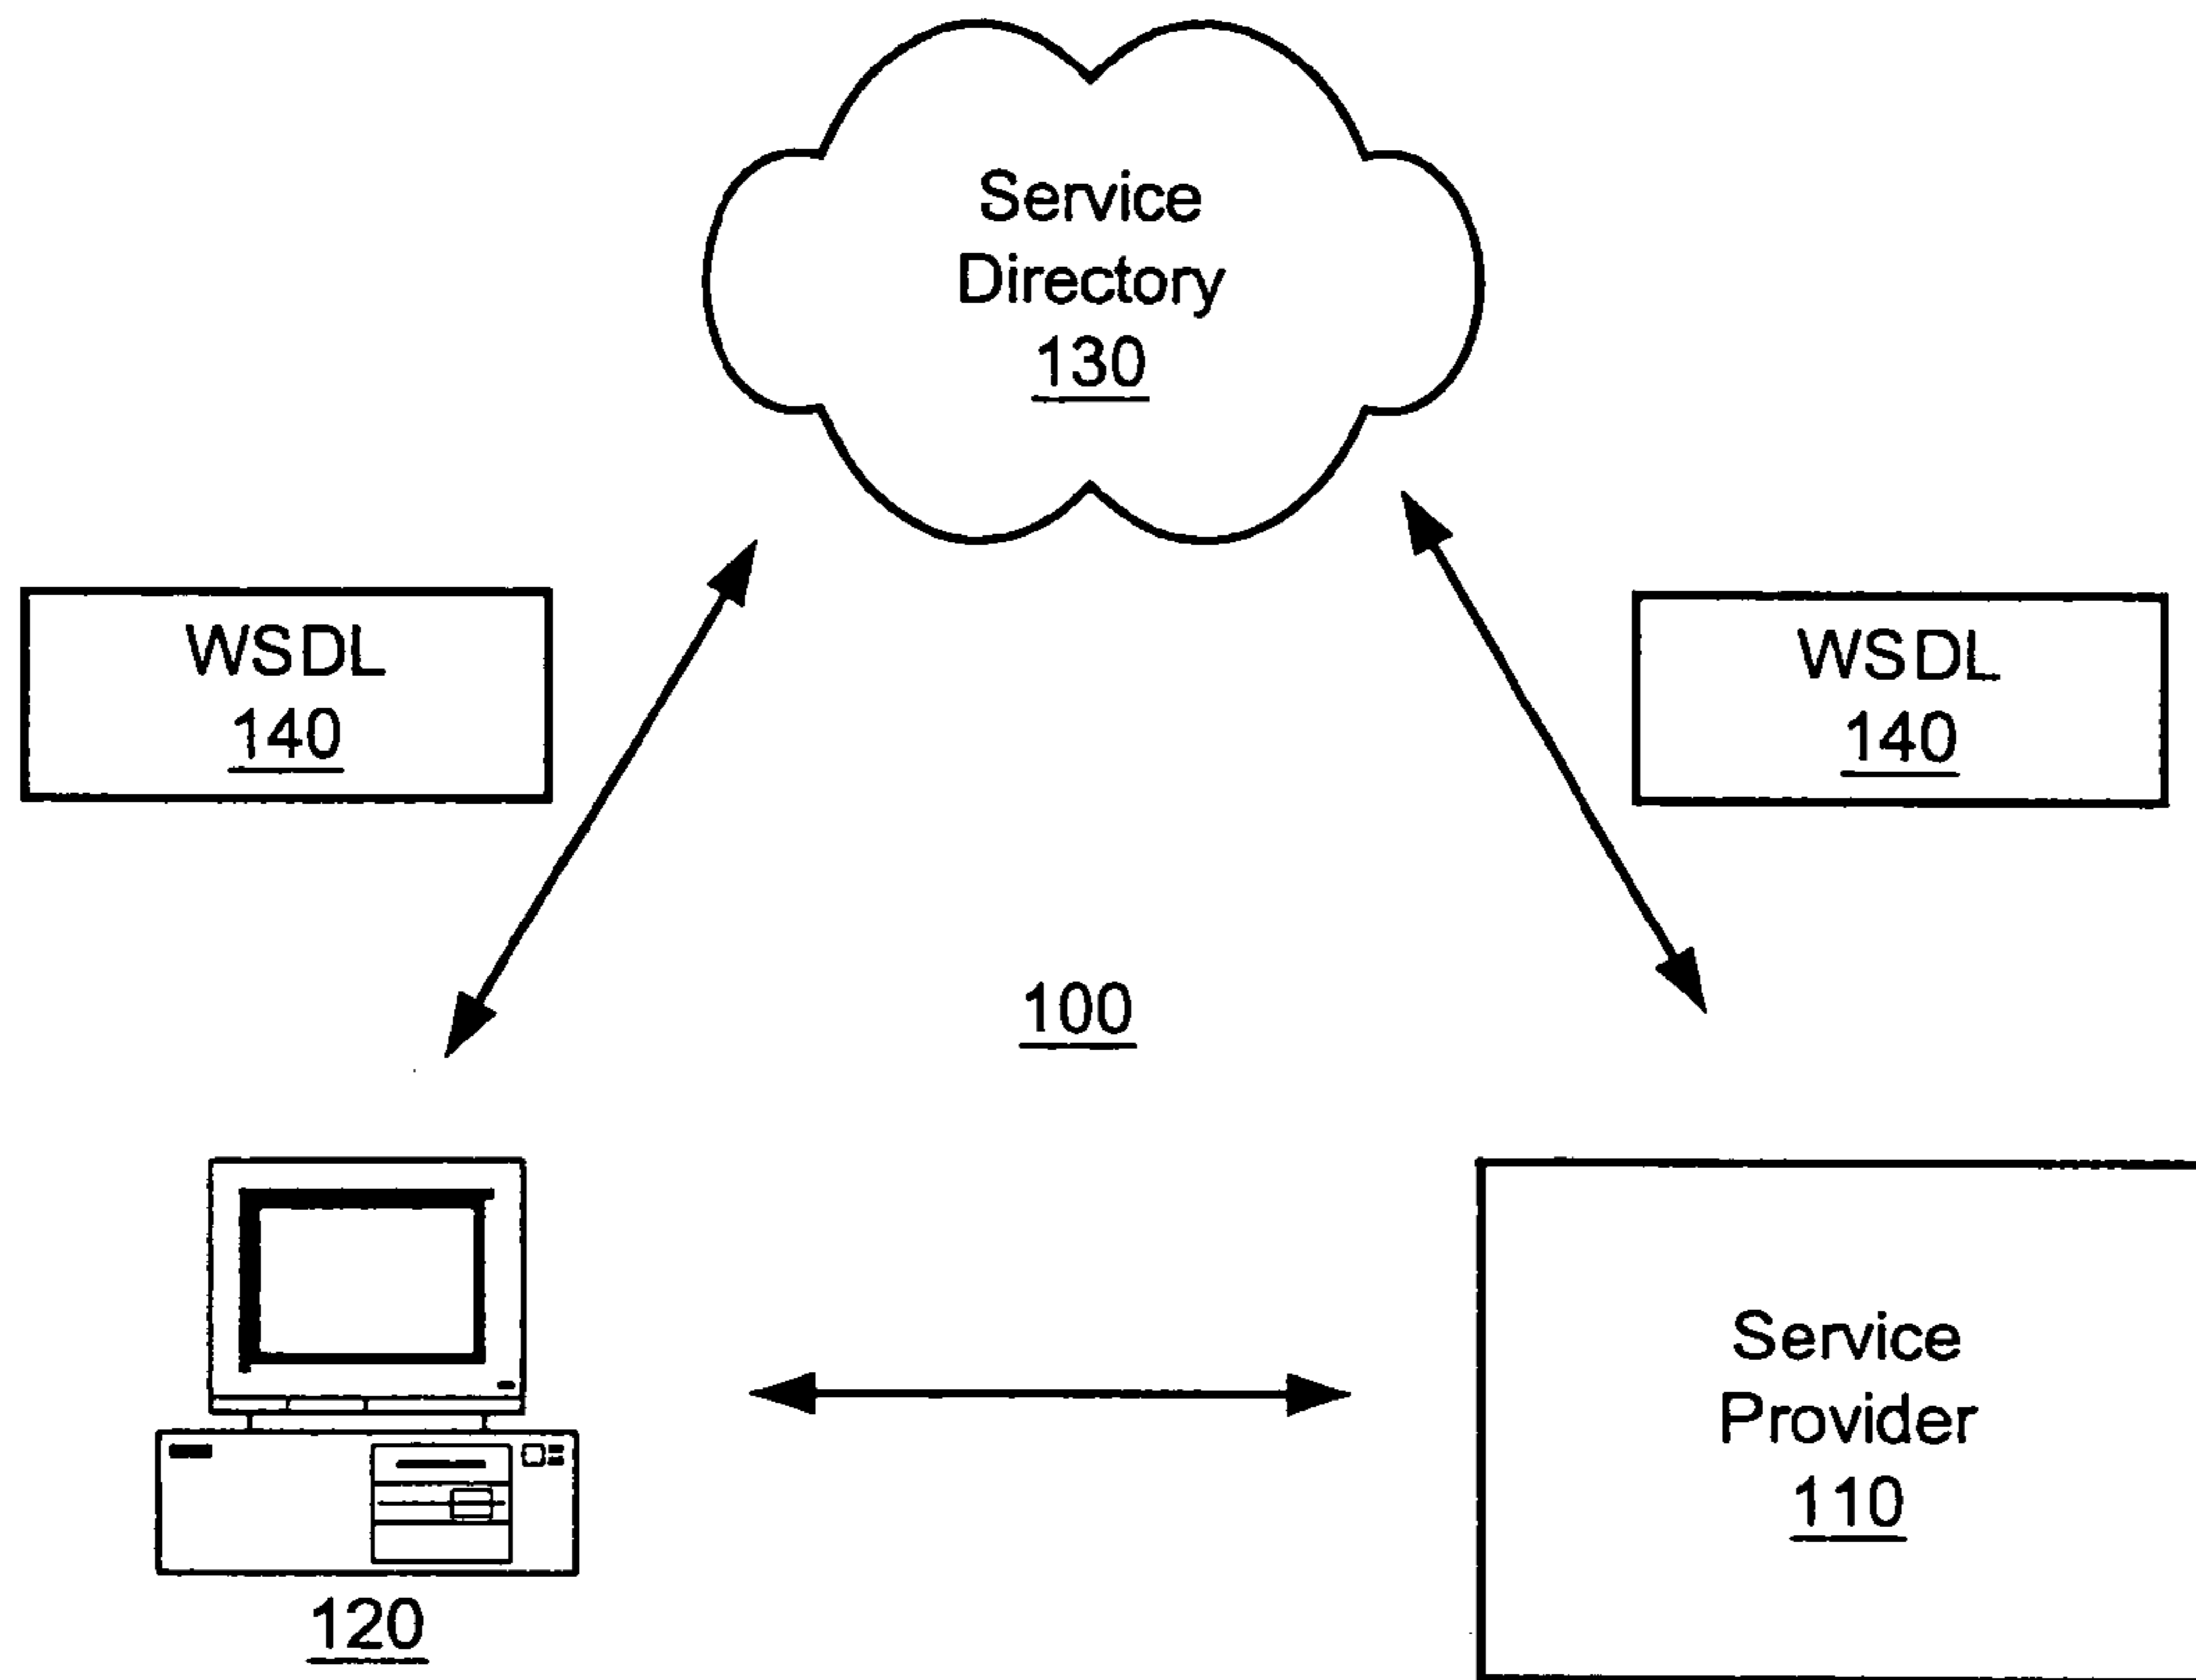 Service
Directory
130
WSDL
140
WSDL
140
100
Service
Provider
110
120